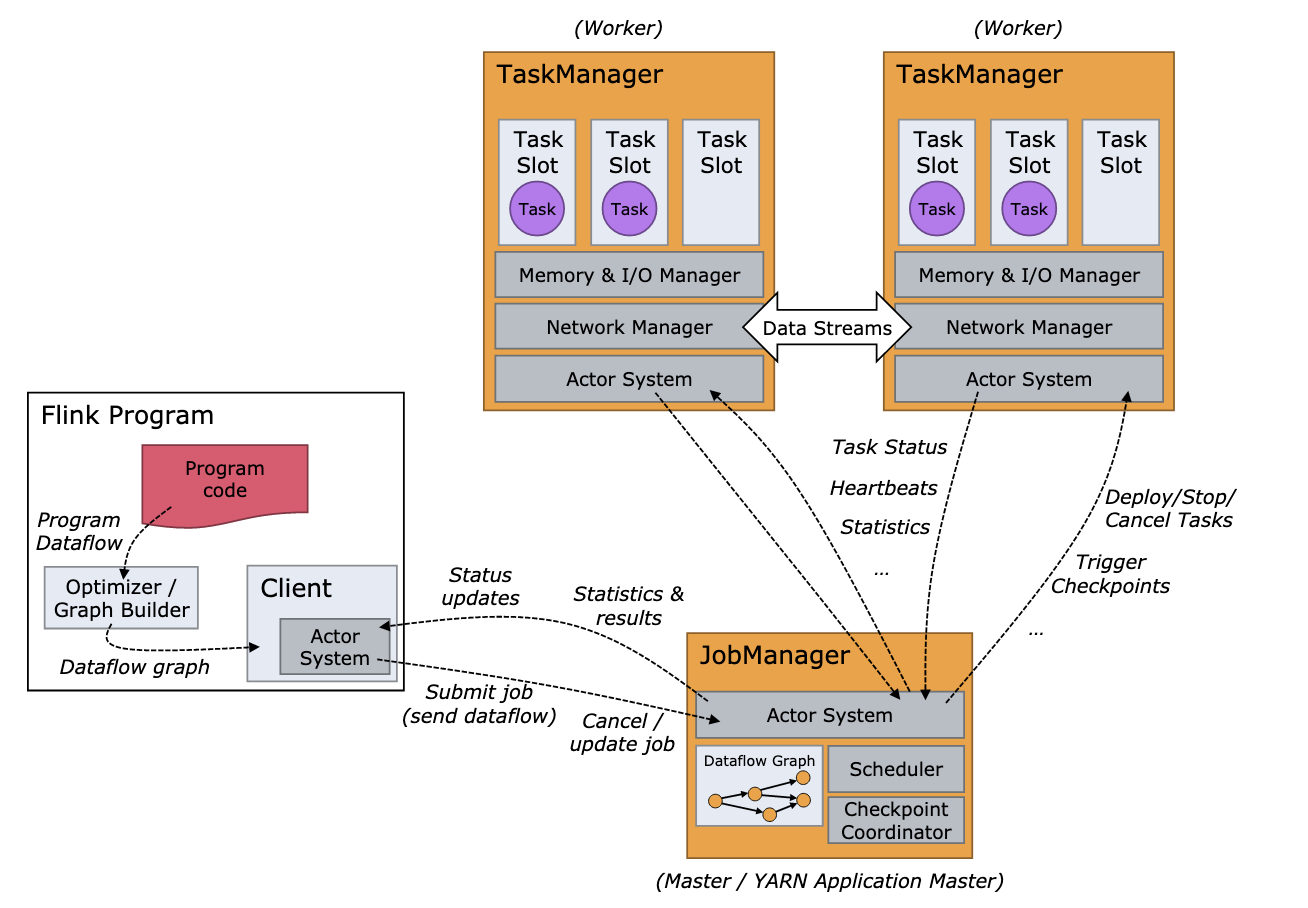 (Worker)
TaskManager
Task
Slot
Task
Task
Slot
Task
Task
Slot
Memory & I/O Manager
Network Manager
Actor System
(Worker)
TaskManager
Task
Slot
Task
Task
Slot
Task
Task
Slot
Memory & I/O Manager
Network Manager
Actor System
Data Streams
Flink Program
Program
code
Program
Dataflow
Optimizer /
Graph Builder
Dataflow graph
Client
Actor
System
Status
updates
Statistics &
results
Submit job
(send dataflow)
Cancel /
update job
Task Status
Heartbeats
Statistics
...
Deploy/Stop/
Cancel Tasks
Trigger
Checkpoints
...
JobManager
Actor System
Dataflow Graph
Scheduler
Checkpoint
Coordinator
(Master / YARN Application Master)